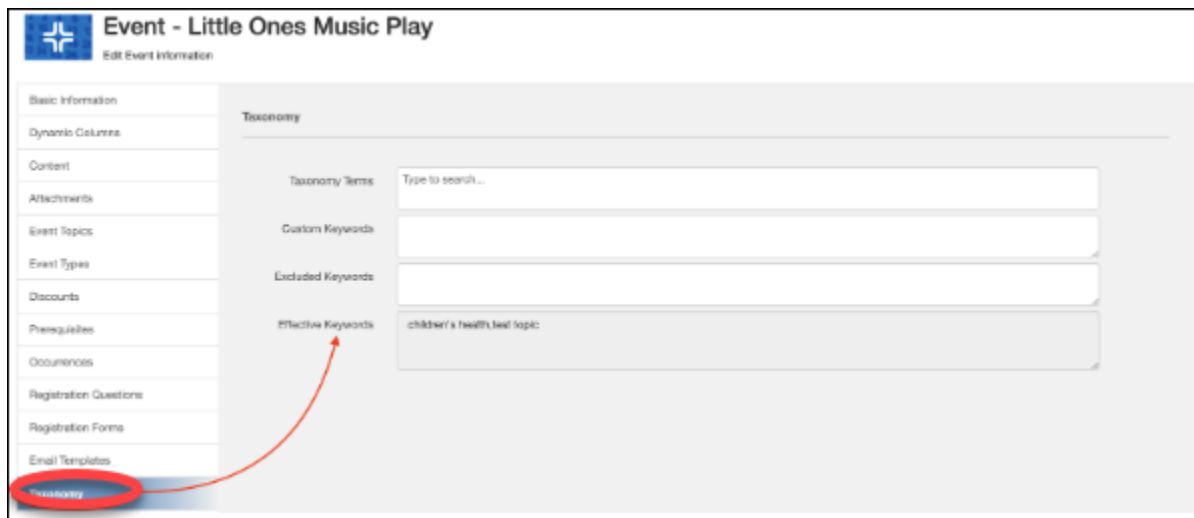 Event - Little Ones Music Play
Edit Event information
Basic Information
Dynamic Columns
Content
Attachments
Event Topics
Event Types
Discounts
Prerequisites
Occurrences
Registration Questions
Registration Forms
Email Templates
Taxonomy
Taxonomy
Taxonomy Terms
Type to search...
Custom Keywords
Excluded Keywords
Effective Keywords
children's health,test topic